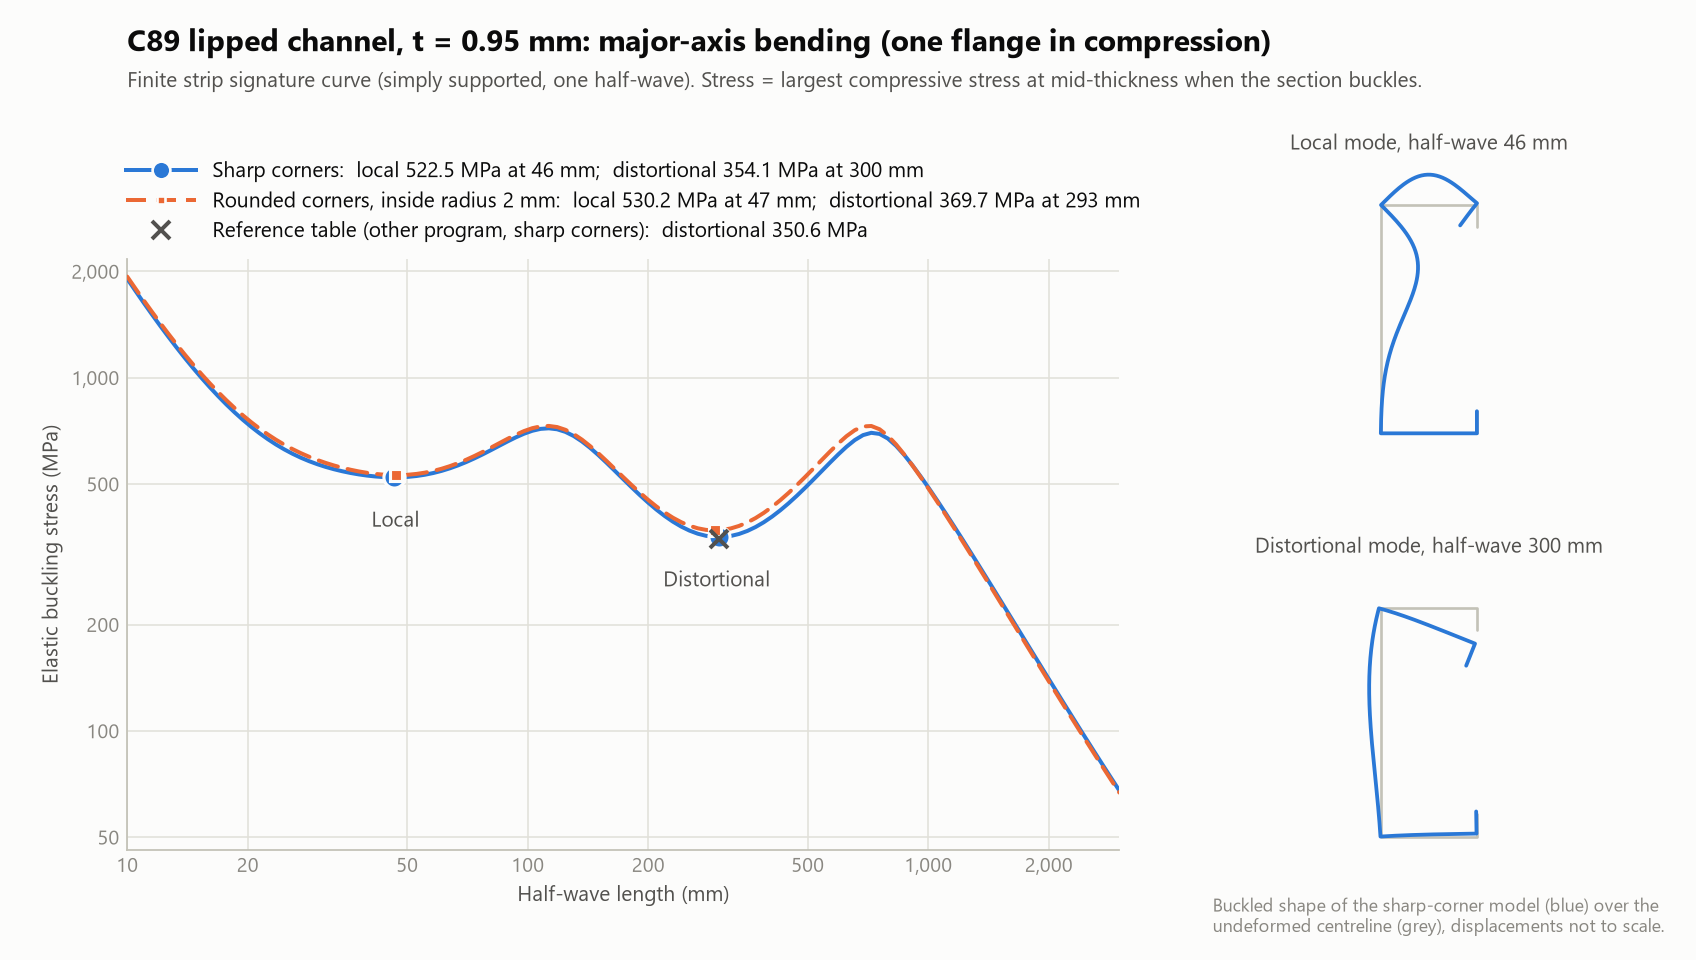 C89 lipped channel, t = 0.95 mm: major-axis bending (one flange in compression)
Finite strip signature curve (simply supported, one half-wave). Stress = largest compressive stress at mid-thickness when the section buckles.
Sharp corners:  local 522.5 MPa at 46 mm;  distortional 354.1 MPa at 300 mm
Rounded corners, inside radius 2 mm:  local 530.2 MPa at 47 mm;  distortional 369.7 MPa at 293 mm
Reference table (other program, sharp corners):  distortional 350.6 MPa
Elastic buckling stress (MPa)
2,000
1,000
500
200
100
50
Local
Distortional
10
20
50
100
200
500
1,000
2,000
Half-wave length (mm)
Local mode, half-wave 46 mm
Distortional mode, half-wave 300 mm
Buckled shape of the sharp-corner model (blue) over the
undeformed centreline (grey), displacements not to scale.